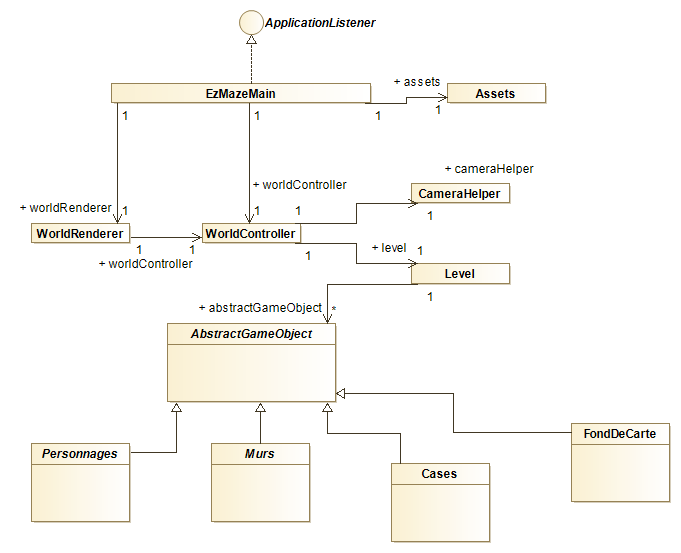 ApplicationListener
EzMazeMain
+ assets
Assets
1
1
1
1
1
+ cameraHelper
+ worldController
CameraHelper
+ worldRenderer
1
1
1
1
WorldRenderer
WorldController
+ level
1
1
1
1
+ worldController
Level
1
+ abstractGameObject
*
AbstractGameObject
FondDeCarte
Personnages
Murs
Cases